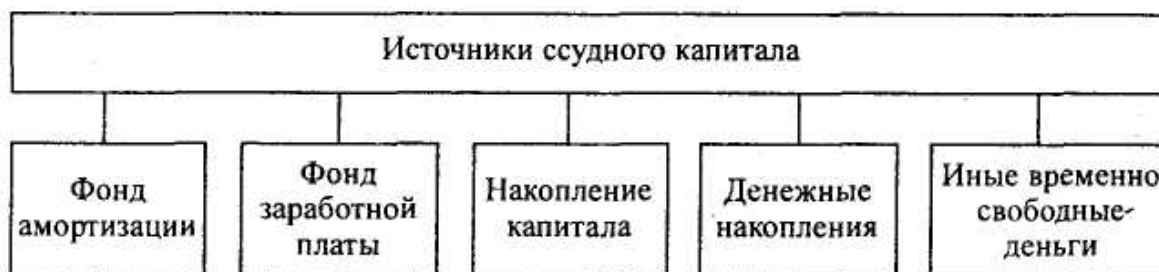 Источники ссудного капитала
Фонд
амортизации
Фонд
заработной
платы
Накопление
капитала
Денежные
накопления
Иные временно
свободные-
деньги